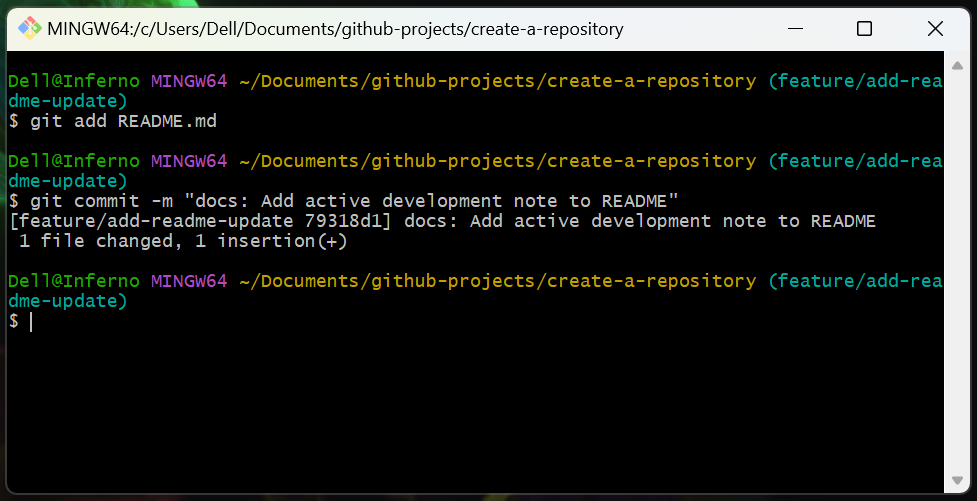 MINGW64:/c/Users/Dell/Documents/github-projects/create-a-repository
Dell@Inferno MINGW64 ~/Documents/github-projects/create-a-repository (feature/add-rea
dme-update)
$ git add README.md
Dell@Inferno MINGW64 ~/Documents/github-projects/create-a-repository (feature/add-rea
dme-update)
$ git commit -m "docs: Add active development note to README"
[feature/add-readme-update 79318d1] docs: Add active development note to README
1 file changed, 1 insertion(+)
Dell@Inferno MINGW64 ~/Documents/github-projects/create-a-repository (feature/add-rea
dme-update)
$